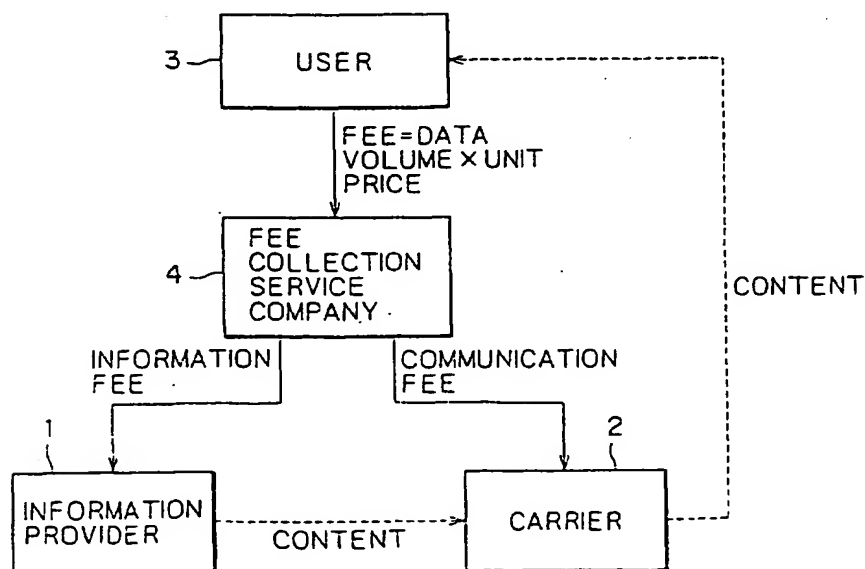 3
USER
FEE=DATA
VOLUME×UNIT
PRICE
4
FEE
COLLECTION
SERVICE
COMPANY
CONTENT
INFORMATION
FEE
COMMUNICATION
FEE
1
2
INFORMATION
PROVIDER
CONTENT
CARRIER